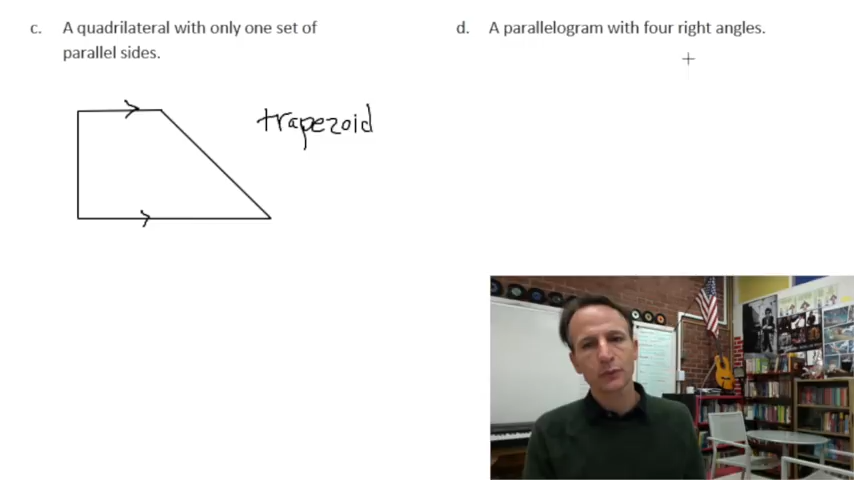 c. A quadrilateral with only one set of
parallel sides.
trapezoid
d. A parallelogram with four right angles.